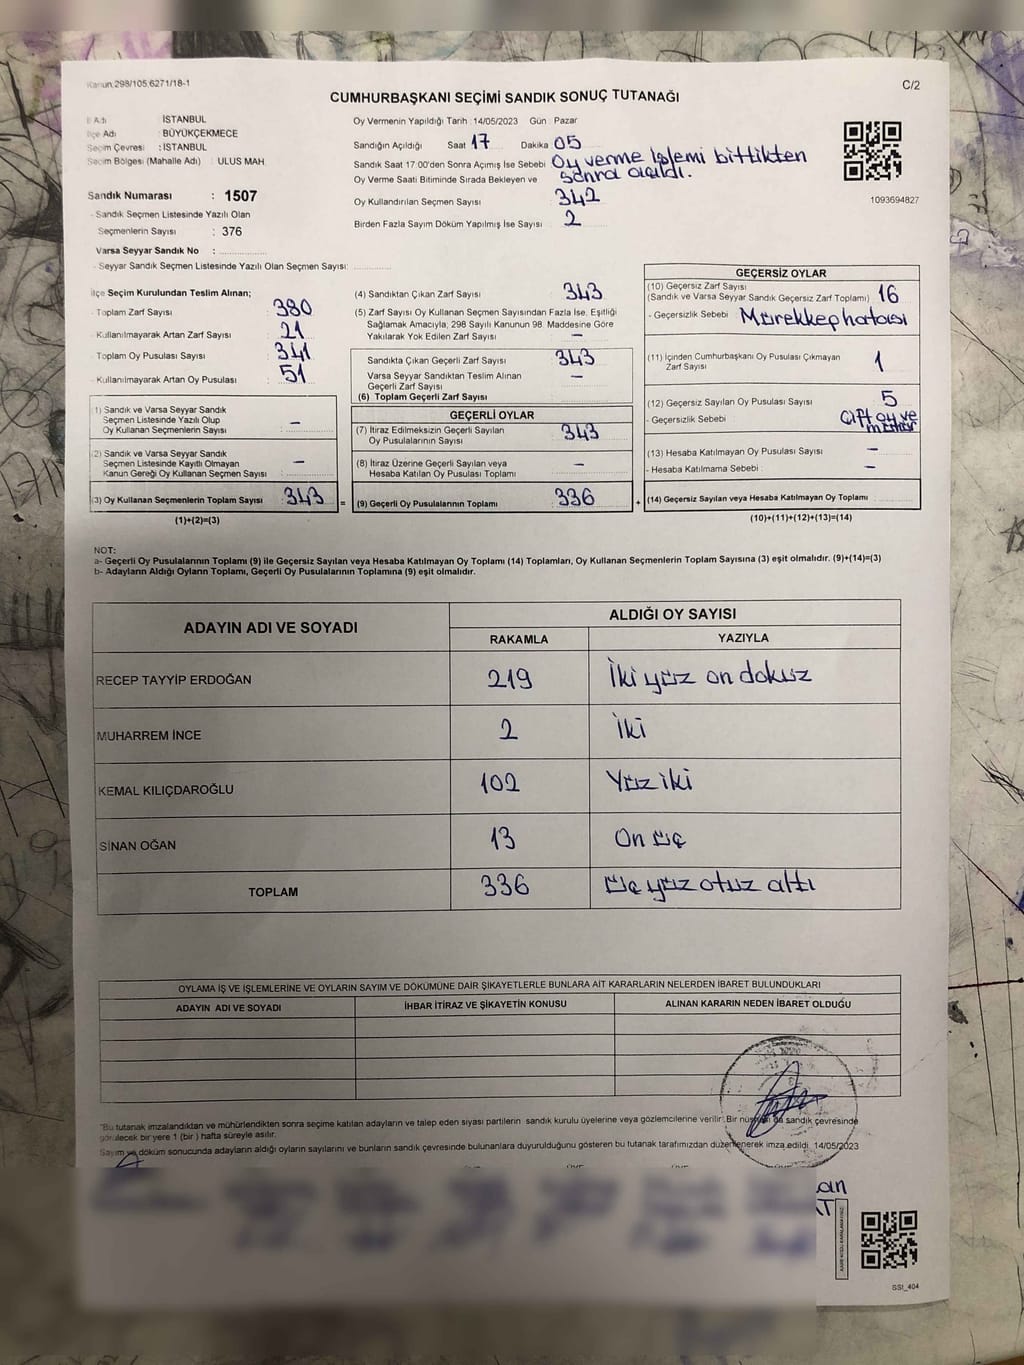 Kanun.298/105,6271/18-1
C/2
CUMHURBAŞKANI SEÇİMİ SANDIK SONUÇ TUTANAĞI
İl Adı : İSTANBUL
İlçe Adı : BÜYÜKÇEKMECE
Seçim Çevresi : İSTANBUL
Seçim Bölgesi (Mahalle Adı) : ULUS MAH.
Sandık Numarası : 1507
- Sandık Seçmen Listesinde Yazılı Olan
Seçmenlerin Sayısı : 376
Varsa Seyyar Sandık No :
- Seyyar Sandık Seçmen Listesinde Yazılı Olan Seçmen Sayısı:
Oy Vermenin Yapıldığı Tarih :14/05/2023 Gün : Pazar
Sandığın Açıldığı Saat 17 Dakika 05
Sandık Saat 17:00'den Sonra Açımış İse Sebebi Oy verme işlemi bittikten
sonra açıldı.
Oy Verme Saati Bitiminde Sırada Bekleyen ve
Oy Kullandırılan Seçmen Sayısı 342
Birden Fazla Sayım Döküm Yapılmış İse Sayısı 2
1093694827
İlçe Seçim Kurulundan Teslim Alınan;
- Toplam Zarf Sayısı : 380
- Kullanılmayarak Artan Zarf Sayısı : 21
- Toplam Oy Pusulası Sayısı : 341
- Kullanılmayarak Artan Oy Pusulası : 51
1) Sandık ve Varsa Seyyar Sandık
Seçmen Listesinde Yazılı Olup
Oy Kullanan Seçmenlerin Sayısı : -
2) Sandık ve Varsa Seyyar Sandık
Seçmen Listesinde Kayıtlı Olmayan
Kanun Gereği Oy Kullanan Seçmen Sayısı : -
(3) Oy Kullanan Seçmenlerin Toplam Sayısı : 343 =
(1)+(2)=(3)
(4) Sandıktan Çıkan Zarf Sayısı 343
(5) Zarf Sayısı Oy Kullanan Seçmen Sayısından Fazla İse, Eşitliği
Sağlamak Amacıyla, 298 Sayılı Kanunun 98. Maddesine Göre
Yakılarak Yok Edilen Zarf Sayısı -
Sandıkta Çıkan Geçerli Zarf Sayısı 343
Varsa Seyyar Sandıktan Teslim Alınan -
Geçerli Zarf Sayısı
(6) Toplam Geçerli Zarf Sayısı
GEÇERLİ OYLAR
(7) İtiraz Edilmeksizin Geçerli Sayılan
Oy Pusulalarının Sayısı : 343
(8) İtiraz Üzerine Geçerli Sayılan veya
Hesaba Katılan Oy Pusulası Sayısı : -
(9) Geçerli Oy Pusulalarının Toplamı : 336 +
GEÇERSİZ OYLAR
(10) Geçersiz Zarf Sayısı
(Sandık ve Varsa Seyyar Sandık Geçersiz Zarf Toplamı) 16
- Geçersizlik Sebebi Mürekkep hatası
(11) İçinden Cumhurbaşkanı Oy Pusulası Çıkmayan
Zarf Sayısı 1
(12) Geçersiz Sayılan Oy Pusulası Sayısı 5
- Geçersizlik Sebebi Çift oy ve
mühür
(13) Hesaba Katılmayan Oy Pusulası Sayısı : -
- Hesaba Katılmama Sebebi : -
(14) Geçersiz Sayılan veya Hesaba Katılmayan Oy Toplamı
(10)+(11)+(12)+(13)=(14)
NOT:
a- Geçerli Oy Pusulalarının Toplamı (9) ile Geçersiz Sayılan veya Hesaba Katılmayan Oy Toplamı (14) Toplamları, Oy Kullanan Seçmenlerin Toplam Sayısına (3) eşit olmalıdır. (9)+(14)=(3)
b- Adayların Aldığı Oyların Toplamı, Geçerli Oy Pusulalarının Toplamına (9) eşit olmalıdır.
ADAYIN ADI VE SOYADI ALDIĞI OY SAYISI
RAKAMLA YAZIYLA
RECEP TAYYİP ERDOĞAN 219 İki yüz on dokuz
MUHARREM İNCE 2 İki
KEMAL KILIÇDAROĞLU 102 Yüz iki
SİNAN OĞAN 13 On üç
TOPLAM 336 üç yüz otuz altı
OYLAMA İŞ VE İŞLEMLERİNE VE OYLARIN SAYIM VE DÖKÜMÜNE DAİR ŞİKAYETLERLE BUNLARA AİT KARARLARIN NELERDEN İBARET BULUNDUKLARI
ADAYIN ADI VE SOYADI İHBAR İTİRAZ VE ŞİKAYETİN KONUSU ALINAN KARARIN NEDEN İBARET OLDUĞU
"Bu tutanak imzalandıktan ve mühürlendikten sonra seçime katılan adayların ve talep eden siyasi partilerin sandık kurulu üyelerine veya gözlemcilerine verilir. Bir nüshası da sandık çevresinde
görülecek bir yere 1 (bir ) hafta süreyle asılır.
Sayım ve döküm sonucunda adayların aldığı oyların sayılarını ve bunların sandık çevresinde bulunanlara duyurulduğunu gösteren bu tutanak tarafımızdan düzenlenerek imza edildi. 14/05/2023
SSI_404